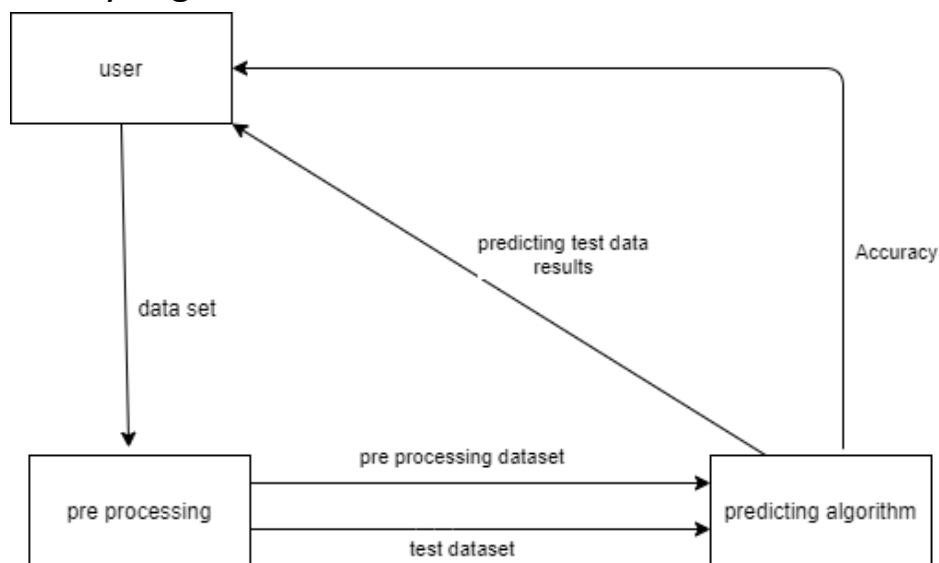 user
predicting test data
results
Accuracy
data set
pre processing dataset
pre processing
predicting algorithm
test dataset